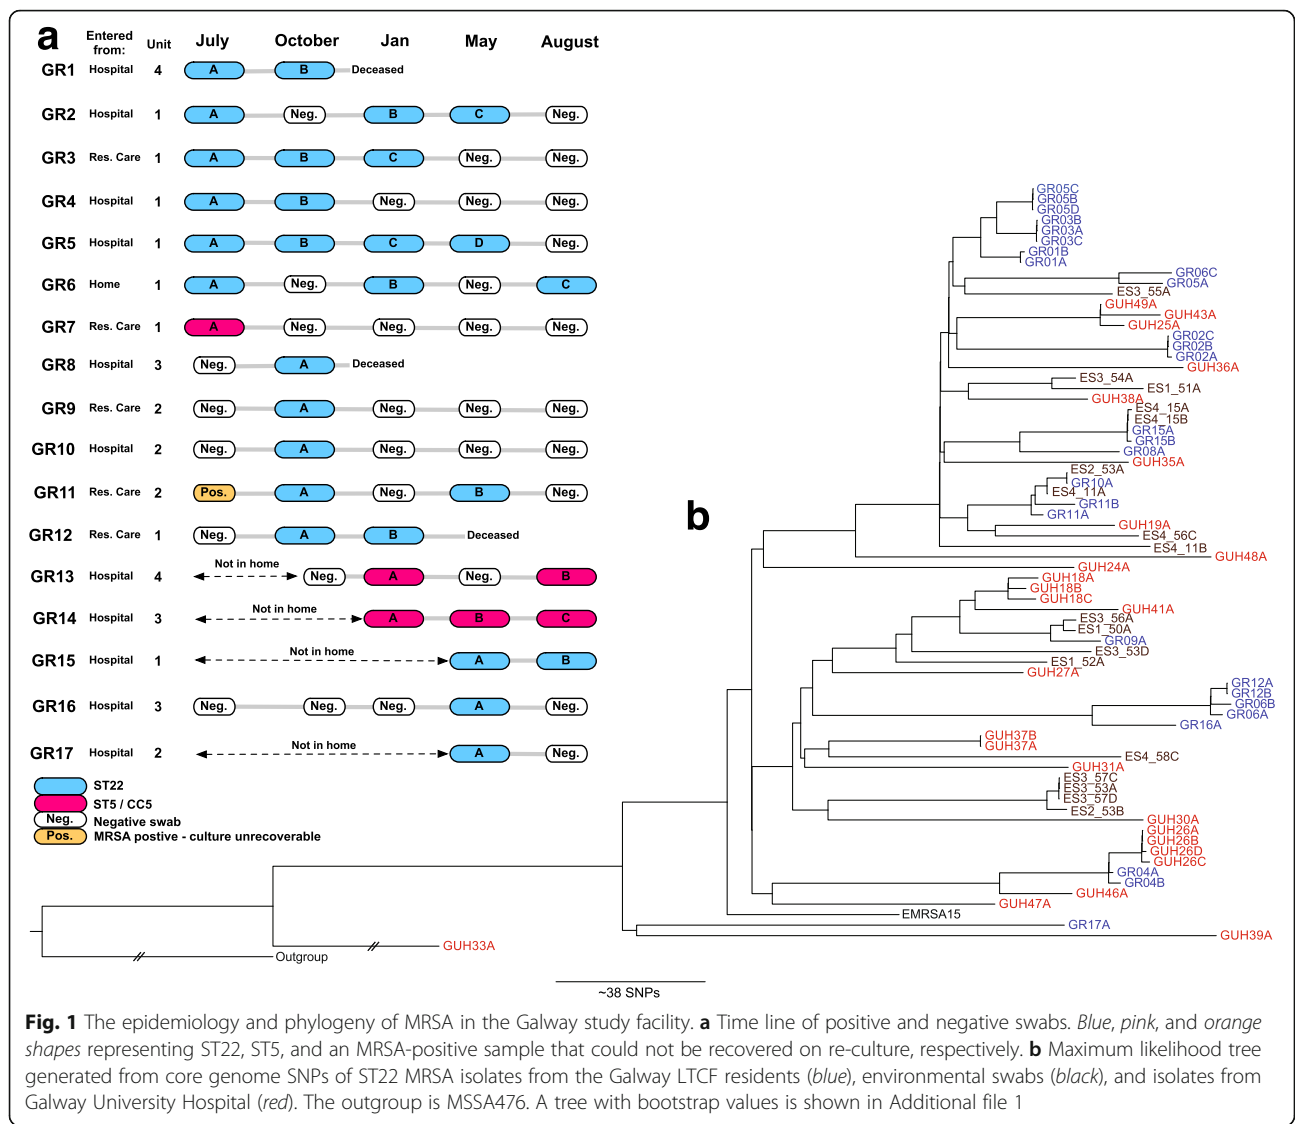 a
Entered from:
Unit
July
October
Jan
May
August
GR1 Hospital 4 A B Deceased
GR2 Hospital 1 A Neg. B C Neg.
GR3 Res. Care 1 A B C Neg. Neg.
GR4 Hospital 1 A B Neg. Neg. Neg.
GR5 Hospital 1 A B C D Neg.
GR6 Home 1 A Neg. B Neg. C
GR7 Res. Care 1 A Neg. Neg. Neg. Neg.
GR8 Hospital 3 Neg. A Deceased
GR9 Res. Care 2 Neg. A Neg. Neg. Neg.
GR10 Hospital 2 Neg. A Neg. Neg. Neg.
GR11 Res. Care 2 Pos. A Neg. B Neg.
GR12 Res. Care 1 Neg. A B Deceased
GR13 Hospital 4 Not in home Neg. A Neg. B
GR14 Hospital 3 Not in home A B C
GR15 Hospital 1 Not in home A B
GR16 Hospital 3 Neg. Neg. Neg. A Neg.
GR17 Hospital 2 Not in home A Neg.
ST22
ST5 / CC5
Neg. Negative swab
Pos. MRSA postive - culture unrecoverable
b
GR05C
GR05B
GR05D
GR03B
GR03A
GR03C
GR01B
GR01A
GR06C
GR05A
ES3_55A
GUH49A
GUH43A
GUH25A
GR02C
GR02B
GR02A
GUH36A
ES3_54A
ES1_51A
GUH38A
ES4_15A
ES4_15B
GR15A
GR15B
GR08A
GUH35A
ES2_53A
GR10A
ES4_11A
GR11B
GR11A
GUH19A
ES4_56C
ES4_11B
GUH48A
GUH24A
GUH18A
GUH18B
GUH18C
GUH41A
ES3_56A
ES1_50A
GR09A
ES3_53D
ES1_52A
GUH27A
GR12A
GR12B
GR06B
GR06A
GR16A
GUH37B
GUH37A
ES4_58C
GUH31A
ES3_57C
ES3_53A
ES3_57D
ES2_53B
GUH30A
GUH26A
GUH26B
GUH26D
GUH26C
GR04A
GR04B
GUH46A
GUH47A
EMRSA15
GR17A
GUH39A
GUH33A
Outgroup
~38 SNPs
Fig. 1 The epidemiology and phylogeny of MRSA in the Galway study facility. a Time line of positive and negative swabs. Blue, pink, and orange
shapes representing ST22, ST5, and an MRSA-positive sample that could not be recovered on re-culture, respectively. b Maximum likelihood tree
generated from core genome SNPs of ST22 MRSA isolates from the Galway LTCF residents (blue), environmental swabs (black), and isolates from
Galway University Hospital (red). The outgroup is MSSA476. A tree with bootstrap values is shown in Additional file 1